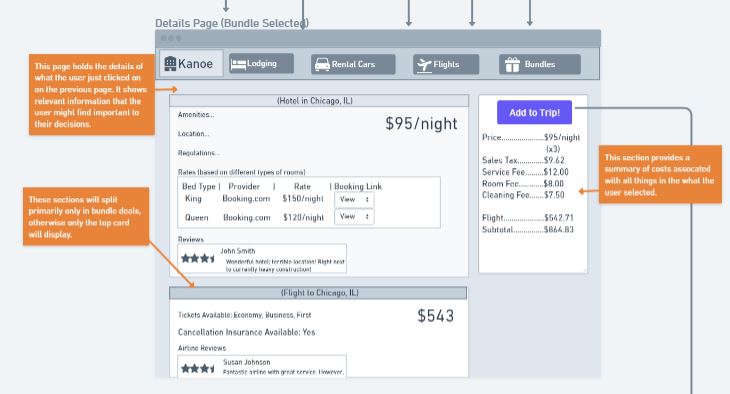 Details Page (Bundle Selected)
Kanoe
Lodging
Rental Cars
Flights
Bundles
This page holds the details of
what the user just clicked on
on the previous page. It shows
relevant information that the
user might find important to
their decisions.
(Hotel in Chicago, IL)
Amenities...
$95/night
Location...
Regulations...
Rates (based on different types of rooms)
Bed Type | Provider | Rate | Booking Link
King Booking.com $150/night View
Queen Booking.com $120/night View
Reviews
John Smith
Wonderful hotel; terrible location! Right next
to currently heavy construction!
These sections will split
primarily only in bundle deals,
otherwise only the top card
will display.
(Flight to Chicago, IL)
Tickets Available: Economy, Business, First
$543
Cancellation Insurance Available: Yes
Airline Reviews
Susan Johnson
Fantastic airline with great service. However,
Add to Trip!
Price..................$95/night
(x3)
Sales Tax.......$9.62
Service Fee....$12.00
Room Fee.......$8.00
Cleaning Fee.....$7.50
Flight................$542.71
Subtotal............$864.83
This section provides a
summary of costs assocated
with all things in the what the
user selected.